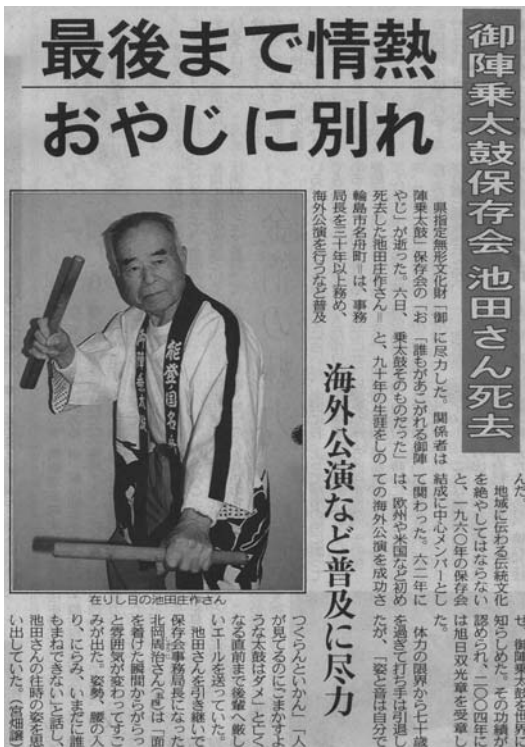 御陣乗太鼓保存会 池田さん死去
最後まで情熱
おやじに別れ
海外公演など普及に尽力
県指定無形文化財「御
陣乗太鼓」保存会の「お
やじ」が逝った。六日、
死去した池田庄作さん＝
輪島市名舟町＝は、事務
局長を三十年以上務め、
海外公演を行うなど普及
に尽力した。関係者は
「誰もがあこがれる御陣
乗太鼓そのものだった」
と、九十年の生涯をしの
んだ。
地域に伝わる伝統文化
を絶やしてはならない
と、一九六〇年の保存会
結成に中心メンバーとし
て関わった。六二年に
は、欧州や米国など初め
ての海外公演を成功さ
せ、御陣乗太鼓を世界に
知らしめた。その功績が
認められ、二〇〇四年に
は旭日双光章を受章し
た。
体力の限界から七十歳
を過ぎて打ち手は引退し
たが、「姿と音は自分で
つくらんといかん」「人
が見てるのにごまかすよ
うな太鼓はダメ」と亡く
なる直前まで後輩へ厳し
いエールを送っていた。
池田さんを引き継いで
保存会事務局長になった
北岡周治さんは「面
を着けた瞬間からがらっ
と雰囲気が変わってすご
みが出た。姿勢、腰の入
り、にらみ、いまだに誰
もまねできない」と話し、
池田さんの往時の姿を思
い出していた。(宮畑譲)
在りし日の池田庄作さん
能登・国名舟
御陣乗太鼓